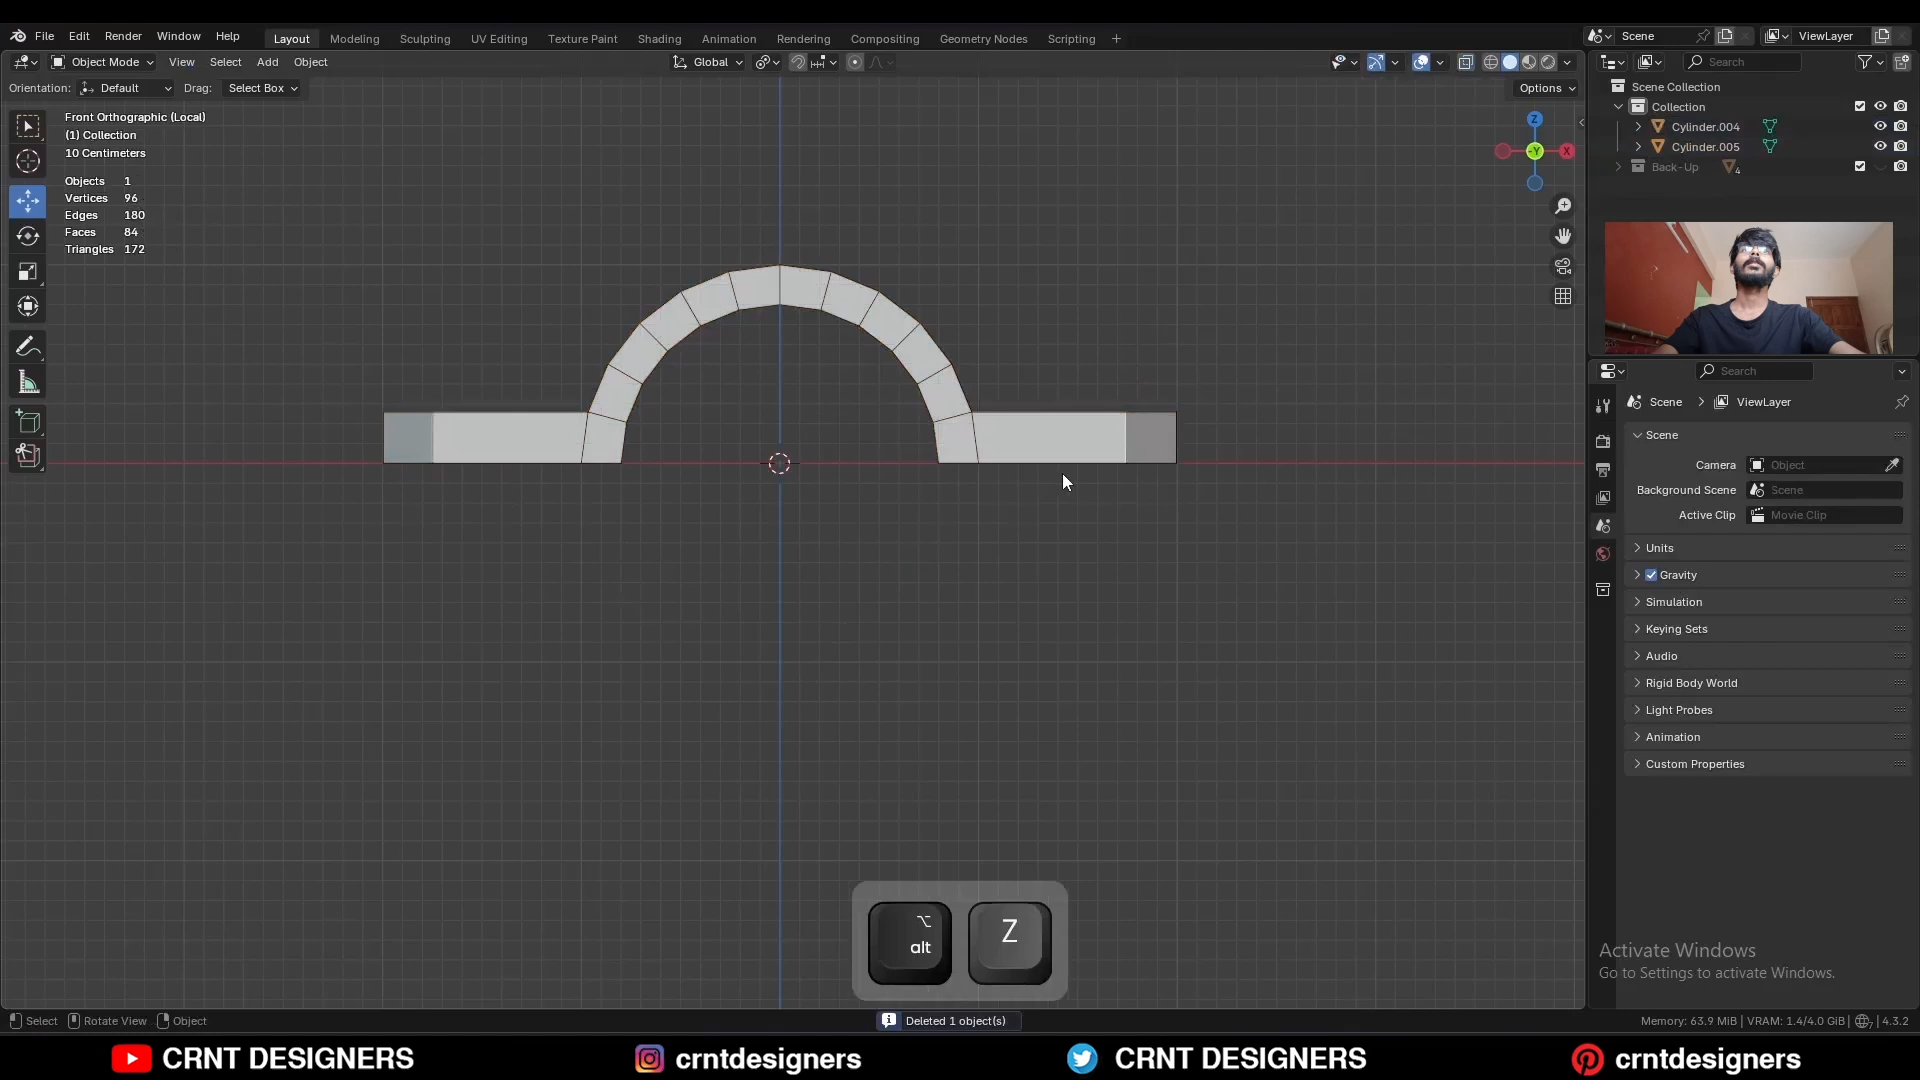 File Edit Render Window Help
Layout Modeling Sculpting UV Editing Texture Paint Shading Animation Rendering Compositing Geometry Nodes Scripting +
Scene ViewLayer
Object Mode View Select Add Object Global
Search
Orientation: Default Drag: Select Box Options
Scene Collection
Collection
Cylinder.004
Cylinder.005
Back-Up 4
Front Orthographic (Local)
(1) Collection
10 Centimeters
Objects 1
Vertices 96
Edges 180
Faces 84
Triangles 172
Z
-Y
X
Search
Scene ViewLayer
Scene
Camera Object
Background Scene Scene
Active Clip Movie Clip
Units
Gravity
Simulation
Keying Sets
Audio
Rigid Body World
Light Probes
Animation
Custom Properties
⌥
alt
Z
Activate Windows
Go to Settings to activate Windows.
Select Rotate View Object Deleted 1 object(s) Memory: 63.9 MiB | VRAM: 1.4/4.0 GiB | 7 | 4.3.2
CRNT DESIGNERS crntdesigners CRNT DESIGNERS crntdesigners